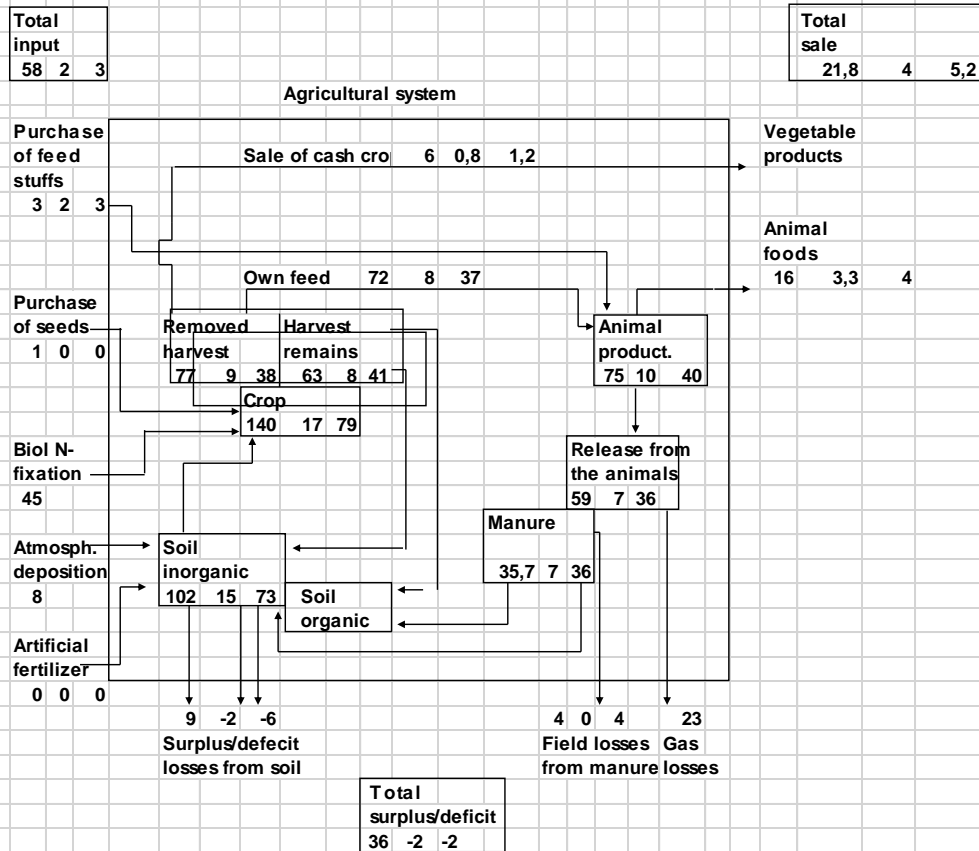 Total
input
58 2 3
Total
sale
21,8 4 5,2
Agricultural system
Purchase
of feed
stuffs
3 2 3
Sale of cash cro 6 0,8 1,2
Vegetable
products
Animal
foods
16 3,3 4
Own feed 72 8 37
Purchase
of seeds
1 0 0
Removed
harvest
77 9 38
Harvest
remains
63 8 41
Animal
product.
75 10 40
Crop
140 17 79
Biol N-
fixation
45
Release from
the animals
59 7 36
Manure
35,7 7 36
Atmosph.
deposition
8
Soil
inorganic
102 15 73
Soil
organic
Artificial
fertilizer
0 0 0
9 -2 -6
Surplus/defecit
losses from soil
4 0 4
Field losses
from manure
23
Gas
losses
Total
surplus/deficit
36 -2 -2